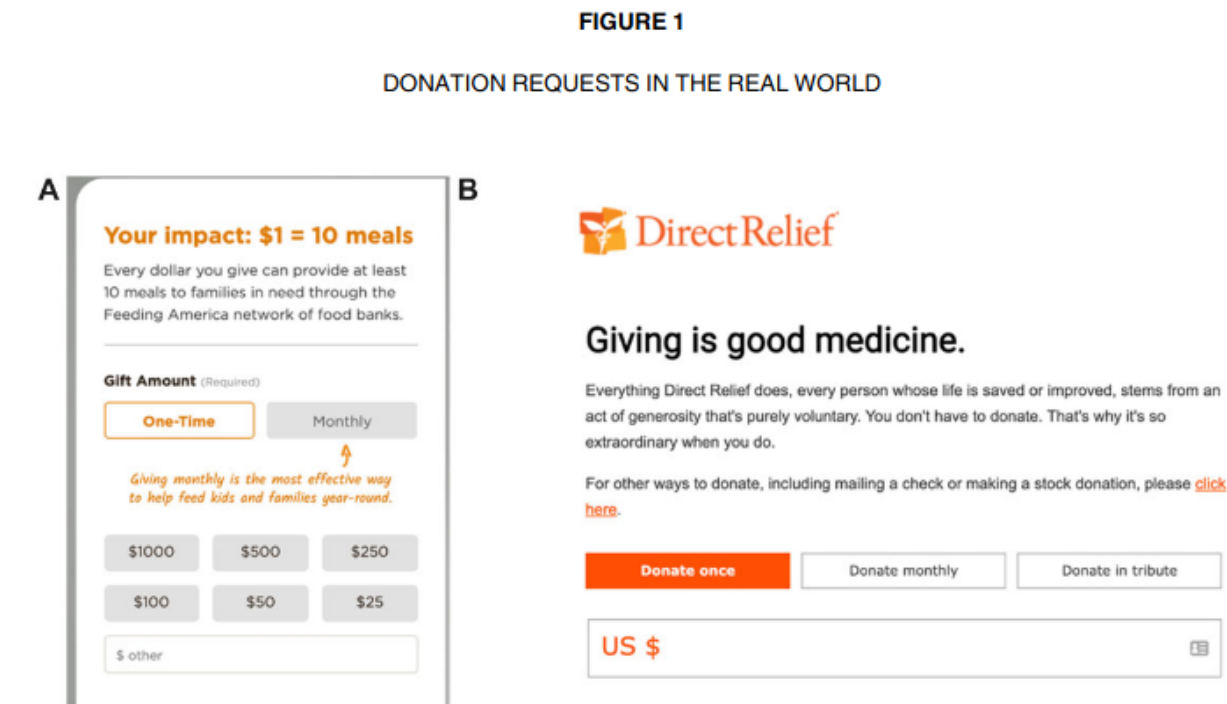 FIGURE 1
DONATION REQUESTS IN THE REAL WORLD
A
Your impact: $1 = 10 meals
Every dollar you give can provide at least
10 meals to families in need through the
Feeding America network of food banks.
Gift Amount (Required)
One-Time Monthly
Giving monthly is the most effective way
to help feed kids and families year-round.
$1000 $500 $250
$100 $50 $25
$ other
B
DirectRelief
Giving is good medicine.
Everything Direct Relief does, every person whose life is saved or improved, stems from an
act of generosity that's purely voluntary. You don't have to donate. That's why it's so
extraordinary when you do.
For other ways to donate, including mailing a check or making a stock donation, please click
here.
Donate once Donate monthly Donate in tribute
US $